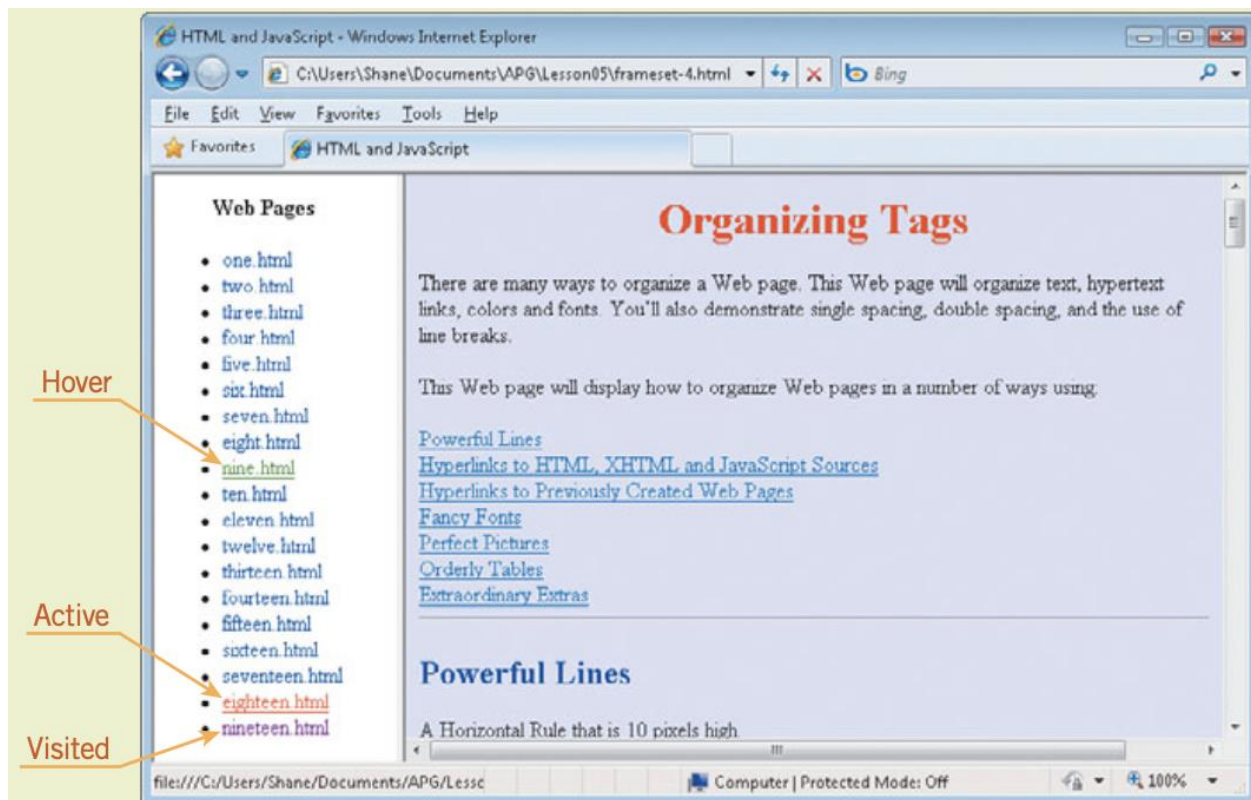 HTML and JavaScript - Windows Internet Explorer
C:\Users\Shane\Documents\APG\Lesson05\frameset-4.html
Bing
File Edit View Favorites Tools Help
Favorites
HTML and JavaScript
Web Pages
one.html
two.html
three.html
four.html
five.html
six.html
seven.html
eight.html
nine.html
ten.html
eleven.html
twelve.html
thirteen.html
fourteen.html
fifteen.html
sixteen.html
seventeen.html
eighteen.html
nineteen.html
Hover
Active
Visited
Organizing Tags
There are many ways to organize a Web page. This Web page will organize text, hypertext
links, colors and fonts. You'll also demonstrate single spacing, double spacing, and the use of
line breaks.
This Web page will display how to organize Web pages in a number of ways using:
Powerful Lines
Hyperlinks to HTML, XHTML and JavaScript Sources
Hyperlinks to Previously Created Web Pages
Fancy Fonts
Perfect Pictures
Orderly Tables
Extraordinary Extras
Powerful Lines
A Horizontal Rule that is 10 pixels high.
file:///C:/Users/Shane/Documents/APG/Lessc
Computer | Protected Mode: Off
100%